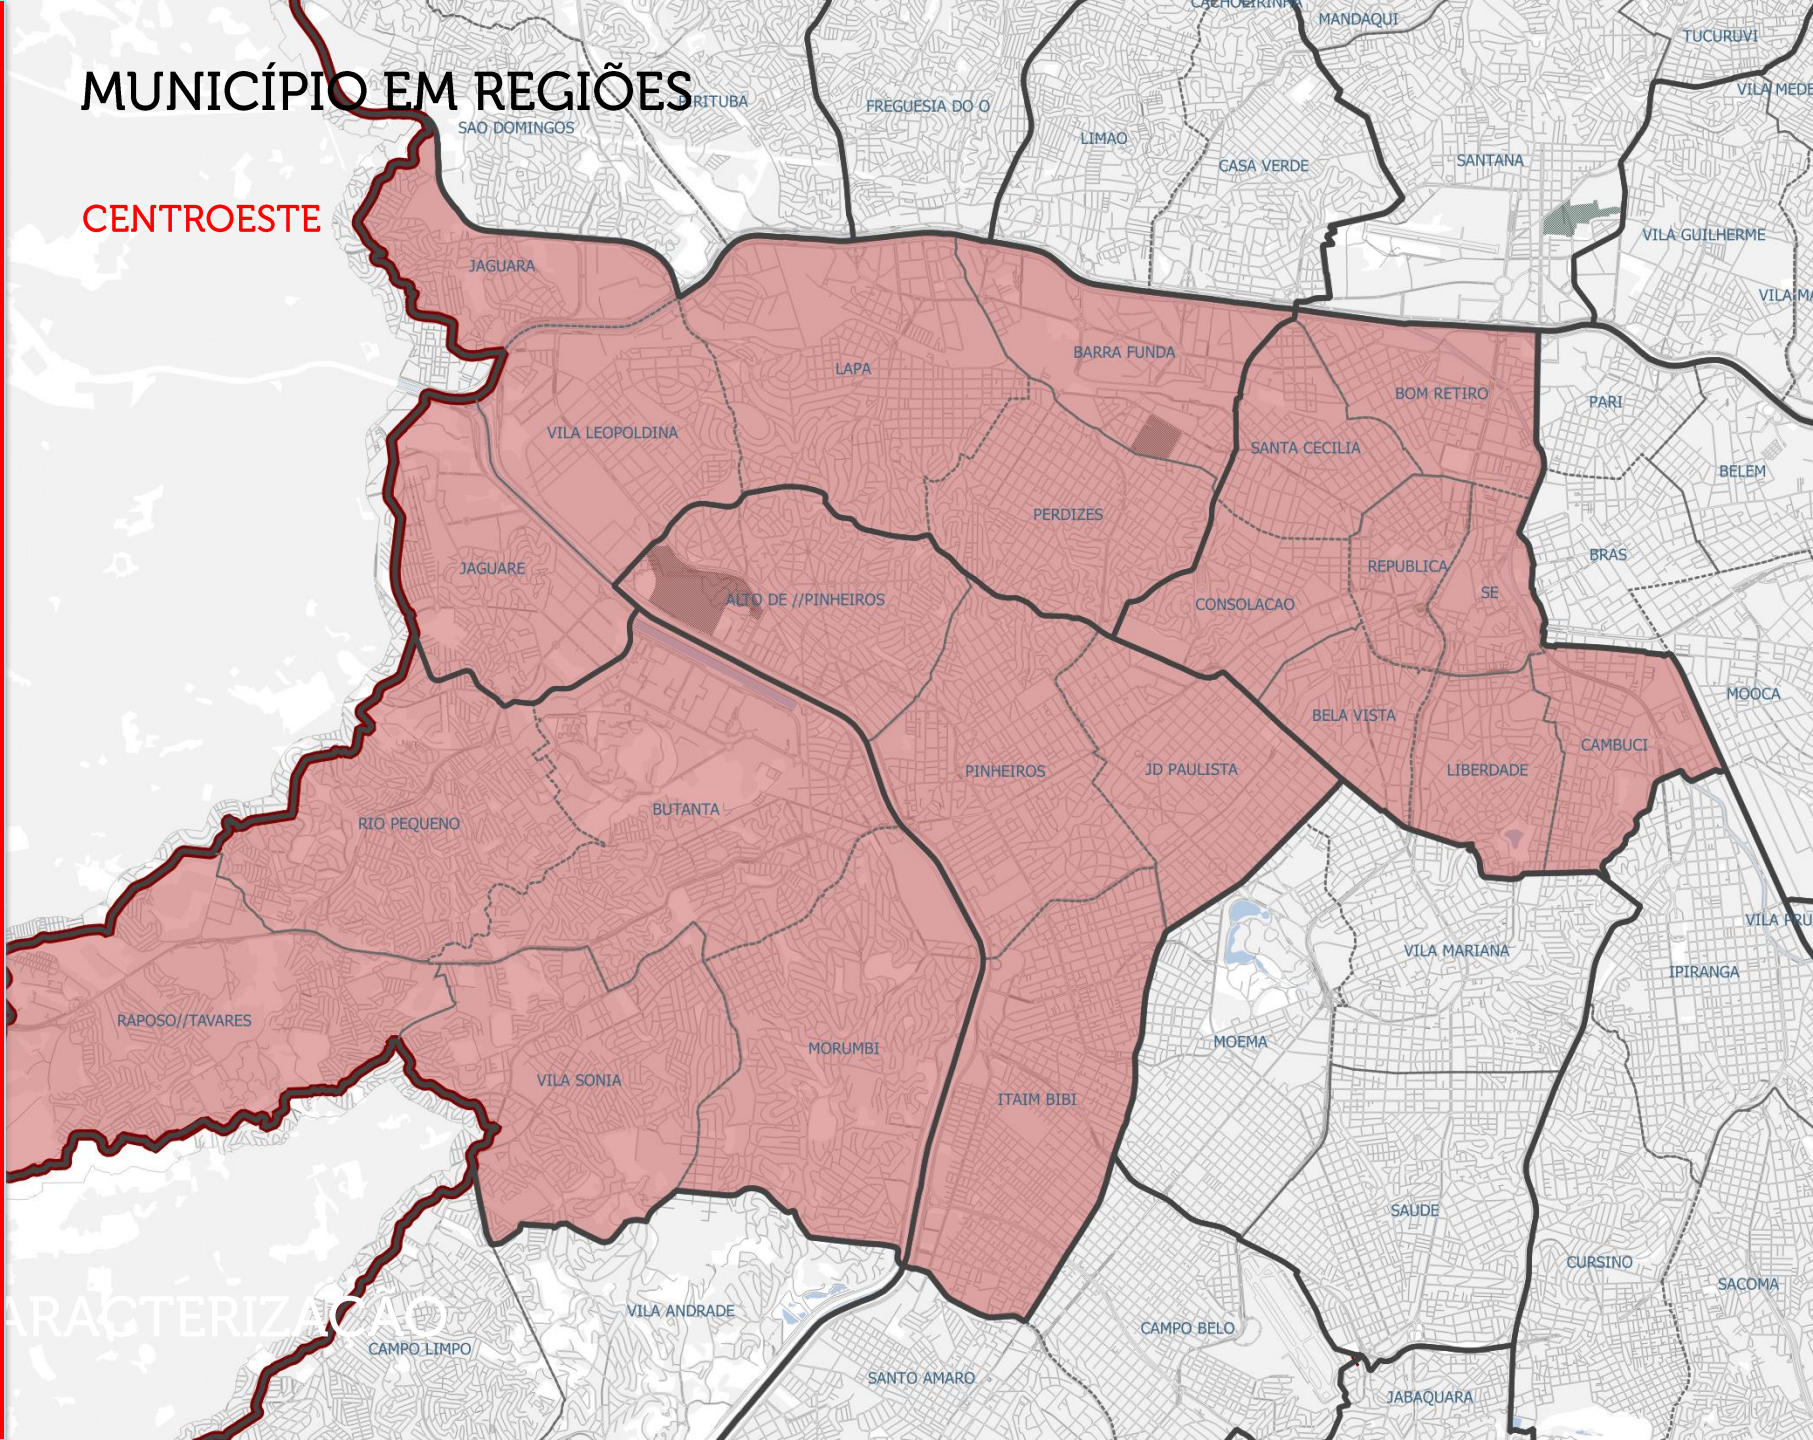 MUNICÍPIO EM REGIÕES
CENTROESTE
CACHOEIRINHA
MANDAQUI
TUCURUVI
PIRITUBA
FREGUESIA DO O
SAO DOMINGOS
LIMAO
CASA VERDE
SANTANA
VILA GUILHERME
JAGUARA
BARRA FUNDA
LAPA
BOM RETIRO
PARI
VILA LEOPOLDINA
SANTA CECILIA
BELEM
PERDIZES
BRAS
JAGUARE
REPUBLICA
SE
ALTO DE //PINHEIROS
CONSOLACAO
MOOCA
BELA VISTA
CAMBUCI
PINHEIROS
JD PAULISTA
LIBERDADE
BUTANTA
RIO PEQUENO
VILA MARIANA
IPIRANGA
RAPOSO//TAVARES
MORUMBI
MOEMA
VILA SONIA
ITAIM BIBI
SAUDE
CURSINO
SACOMA
VILA ANDRADE
ARACTERIZAÇÃO
CAMPO BELO
CAMPO LIMPO
SANTO AMARO
JABAQUARA